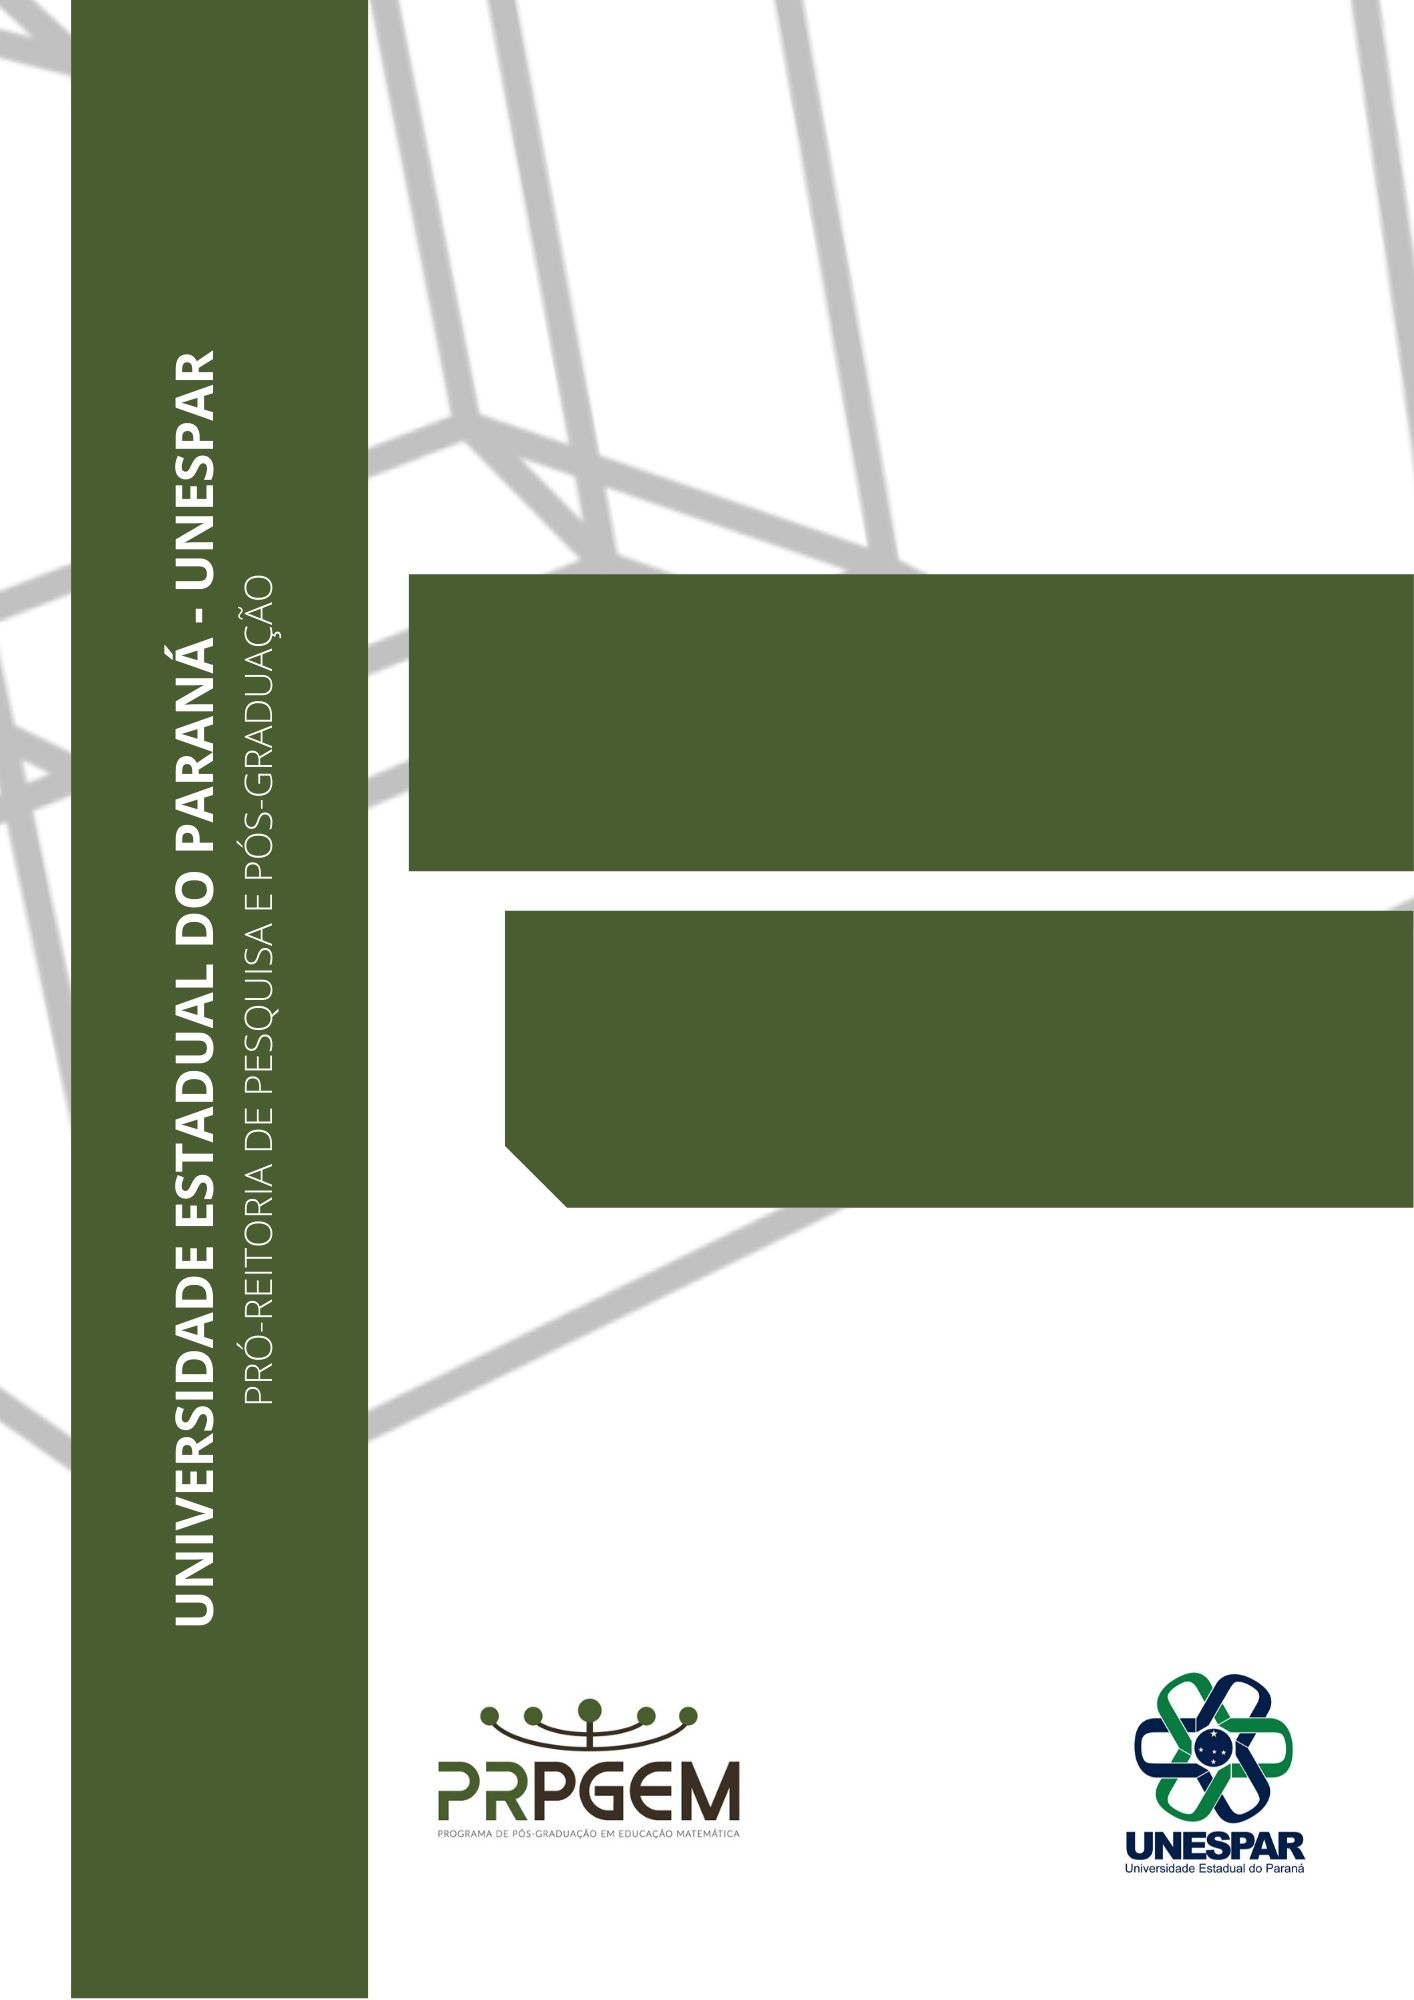 UNIVERSIDADE ESTADUAL DO PARANÁ - UNESPAR
PRÓ-REITORIA DE PESQUISA E PÓS-GRADUAÇÃO
PRPGEM
PROGRAMA DE PÓS-GRADUAÇÃO EM EDUCAÇÃO MATEMÁTICA
UNESPAR
Universidade Estadual do Paraná